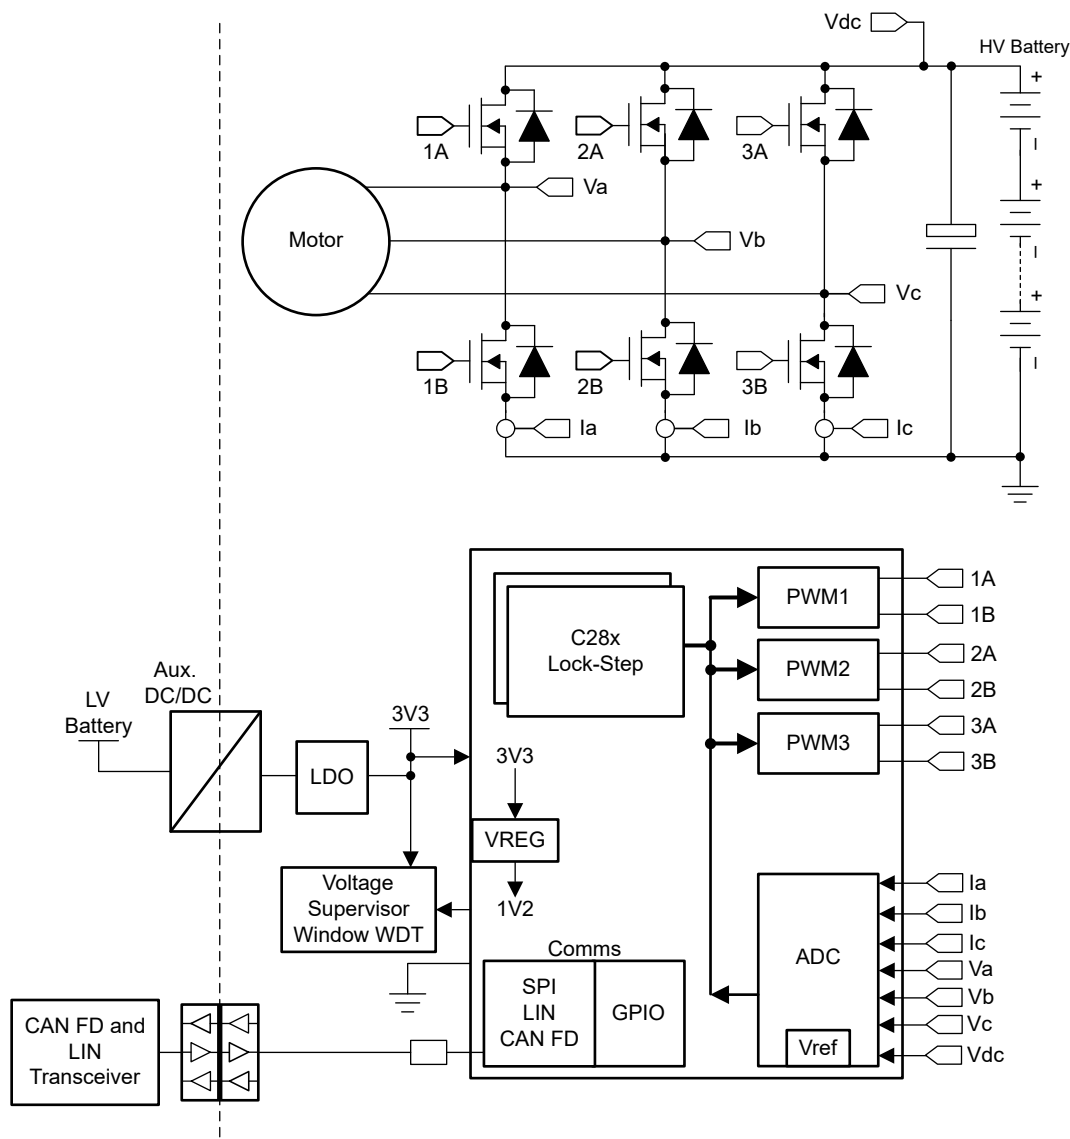 Vdc
HV Battery
+
1A
2A
3A
–
Va
+
Motor
Vb
–
Vc
+
1B
2B
3B
–
Ia
Ib
Ic
C28x
Lock-Step
PWM1
1A
1B
PWM2
2A
2B
PWM3
3A
3B
Aux.
DC/DC
LV
Battery
3V3
LDO
3V3
VREG
1V2
Voltage
Supervisor
Window WDT
Comms
SPI
LIN
CAN FD
GPIO
ADC
Vref
Ia
Ib
Ic
Va
Vb
Vc
Vdc
CAN FD and
LIN
Transceiver